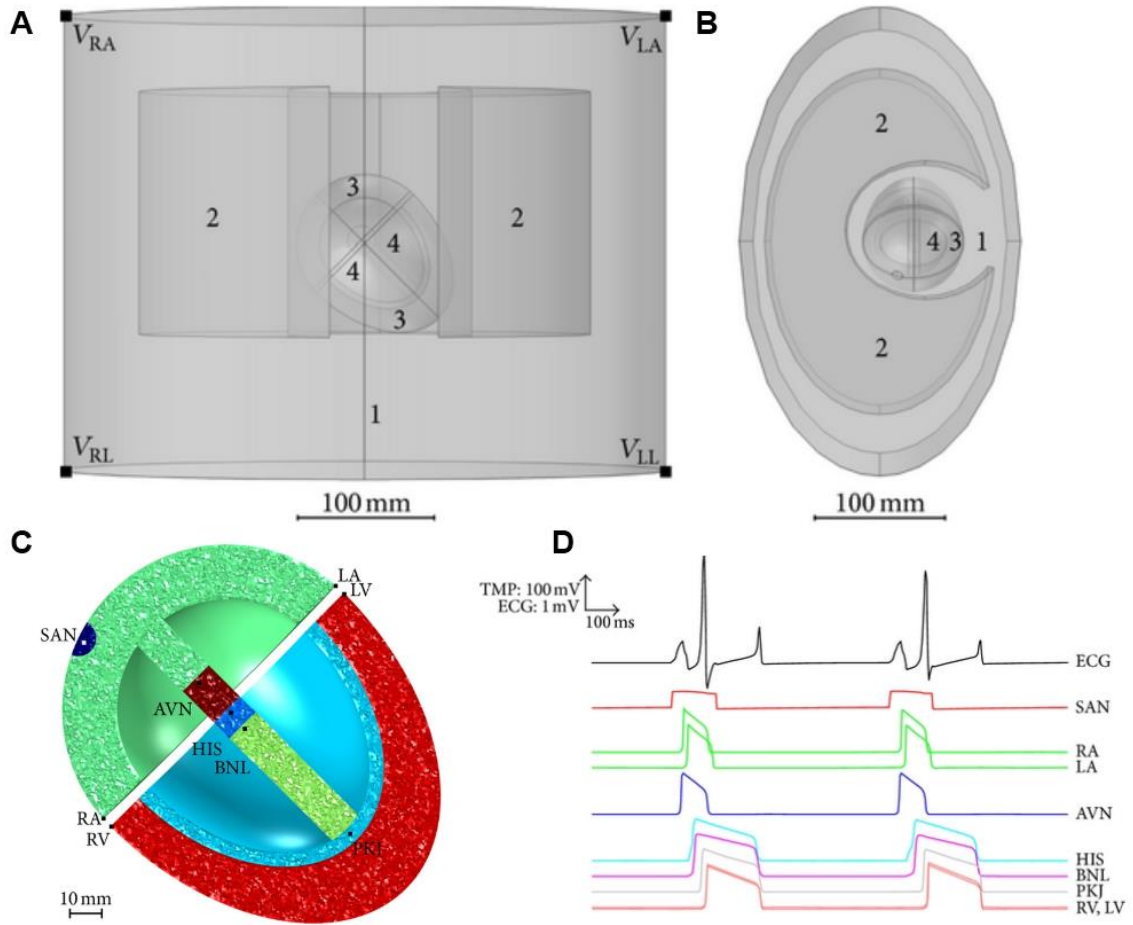 A
B
V_RA
V_LA
2
3
2
4
4
3
1
V_RL
V_LL
100 mm
2
4
3
1
2
100 mm
C
D
LA
LV
SAN
AVN
HIS
BNL
RA
RV
PKJ
10 mm
TMP: 100 mV
ECG: 1 mV
100 ms
ECG
SAN
RA
LA
AVN
HIS
BNL
PKJ
RV, LV